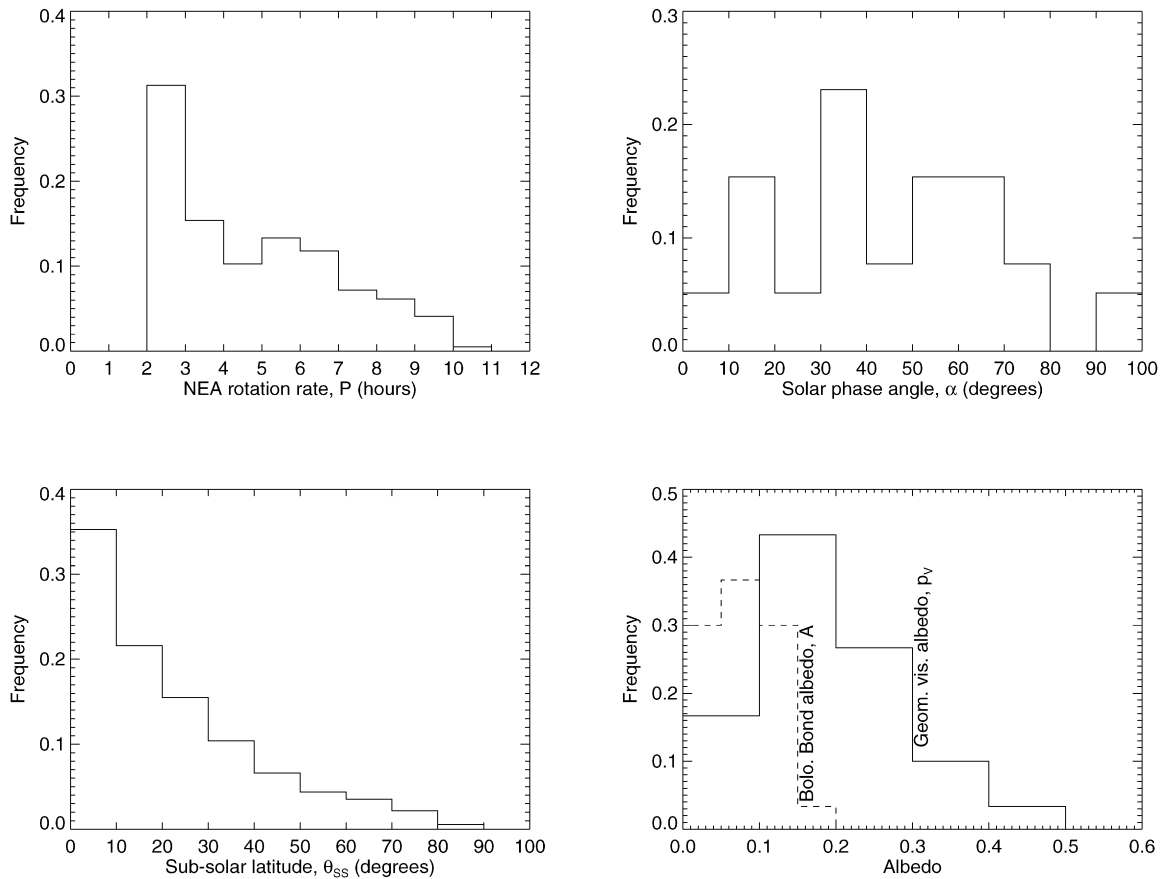 0.4
0.3
0.2
0.1
0.0
Frequency
0 1 2 3 4 5 6 7 8 9 10 11 12
NEA rotation rate, P (hours)
0.3
0.2
0.1
0.0
Frequency
0 10 20 30 40 50 60 70 80 90 100
Solar phase angle, α (degrees)
0.4
0.3
0.2
0.1
0.0
Frequency
0 10 20 30 40 50 60 70 80 90 100
Sub-solar latitude, θSS (degrees)
0.5
0.4
0.3
0.2
0.1
0.0
Frequency
Bolo. Bond albedo, A
Geom. vis. albedo, pV
0.0 0.1 0.2 0.3 0.4 0.5 0.6
Albedo